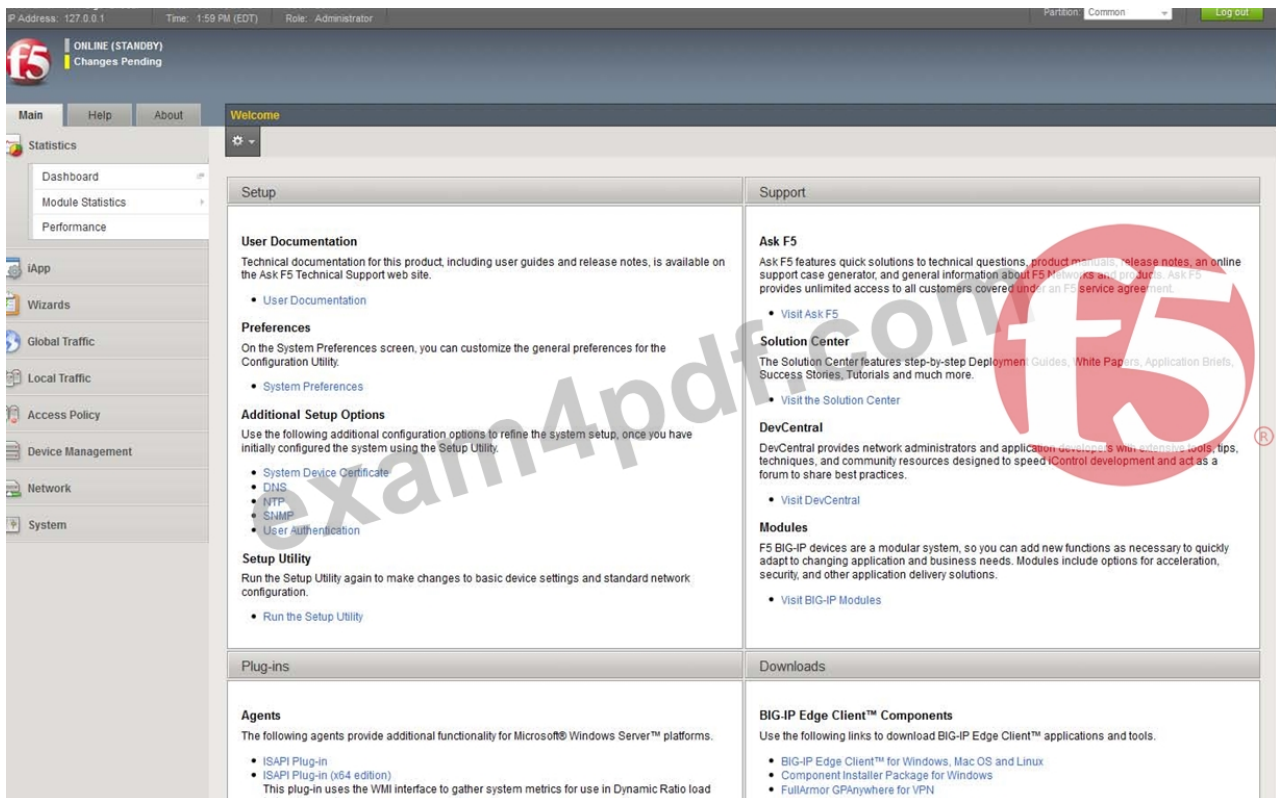 IP Address: 127.0.0.1 Time: 1:59 PM (EDT) Role: Administrator Partition: Common Log out
f5
ONLINE (STANDBY)
Changes Pending
Main Help About
Welcome
Statistics
Dashboard
Module Statistics
Performance
iApp
Wizards
Global Traffic
Local Traffic
Access Policy
Device Management
Network
System
Setup
User Documentation
Technical documentation for this product, including user guides and release notes, is available on
the Ask F5 Technical Support web site.
• User Documentation
Preferences
On the System Preferences screen, you can customize the general preferences for the
Configuration Utility.
• System Preferences
Additional Setup Options
Use the following additional configuration options to refine the system setup, once you have
initially configured the system using the Setup Utility.
• System Device Certificate
• DNS
• NTP
• SNMP
• User Authentication
Setup Utility
Run the Setup Utility again to make changes to basic device settings and standard network
configuration.
• Run the Setup Utility
Support
Ask F5
Ask F5 features quick solutions to technical questions, product manuals, release notes, an online
support case generator, and general information about F5 Networks and products. Ask F5
provides unlimited access to all customers covered under an F5 service agreement.
• Visit Ask F5
Solution Center
The Solution Center features step-by-step Deployment Guides, White Papers, Application Briefs,
Success Stories, Tutorials and much more.
• Visit the Solution Center
DevCentral
DevCentral provides network administrators and application developers with extensive tools, tips,
techniques, and community resources designed to speed iControl development and act as a
forum to share best practices.
• Visit DevCentral
Modules
F5 BIG-IP devices are a modular system, so you can add new functions as necessary to quickly
adapt to changing application and business needs. Modules include options for acceleration,
security, and other application delivery solutions.
• Visit BIG-IP Modules
Plug-ins
Agents
The following agents provide additional functionality for Microsoft® Windows Server™ platforms.
• ISAPI Plug-in
• ISAPI Plug-in (x64 edition)
This plug-in uses the WMI interface to gather system metrics for use in Dynamic Ratio load
Downloads
BIG-IP Edge Client™ Components
Use the following links to download BIG-IP Edge Client™ applications and tools.
• BIG-IP Edge Client™ for Windows, Mac OS and Linux
• Component Installer Package for Windows
• FullArmor GPAnywhere for VPN
exam4pdf.com
f5®